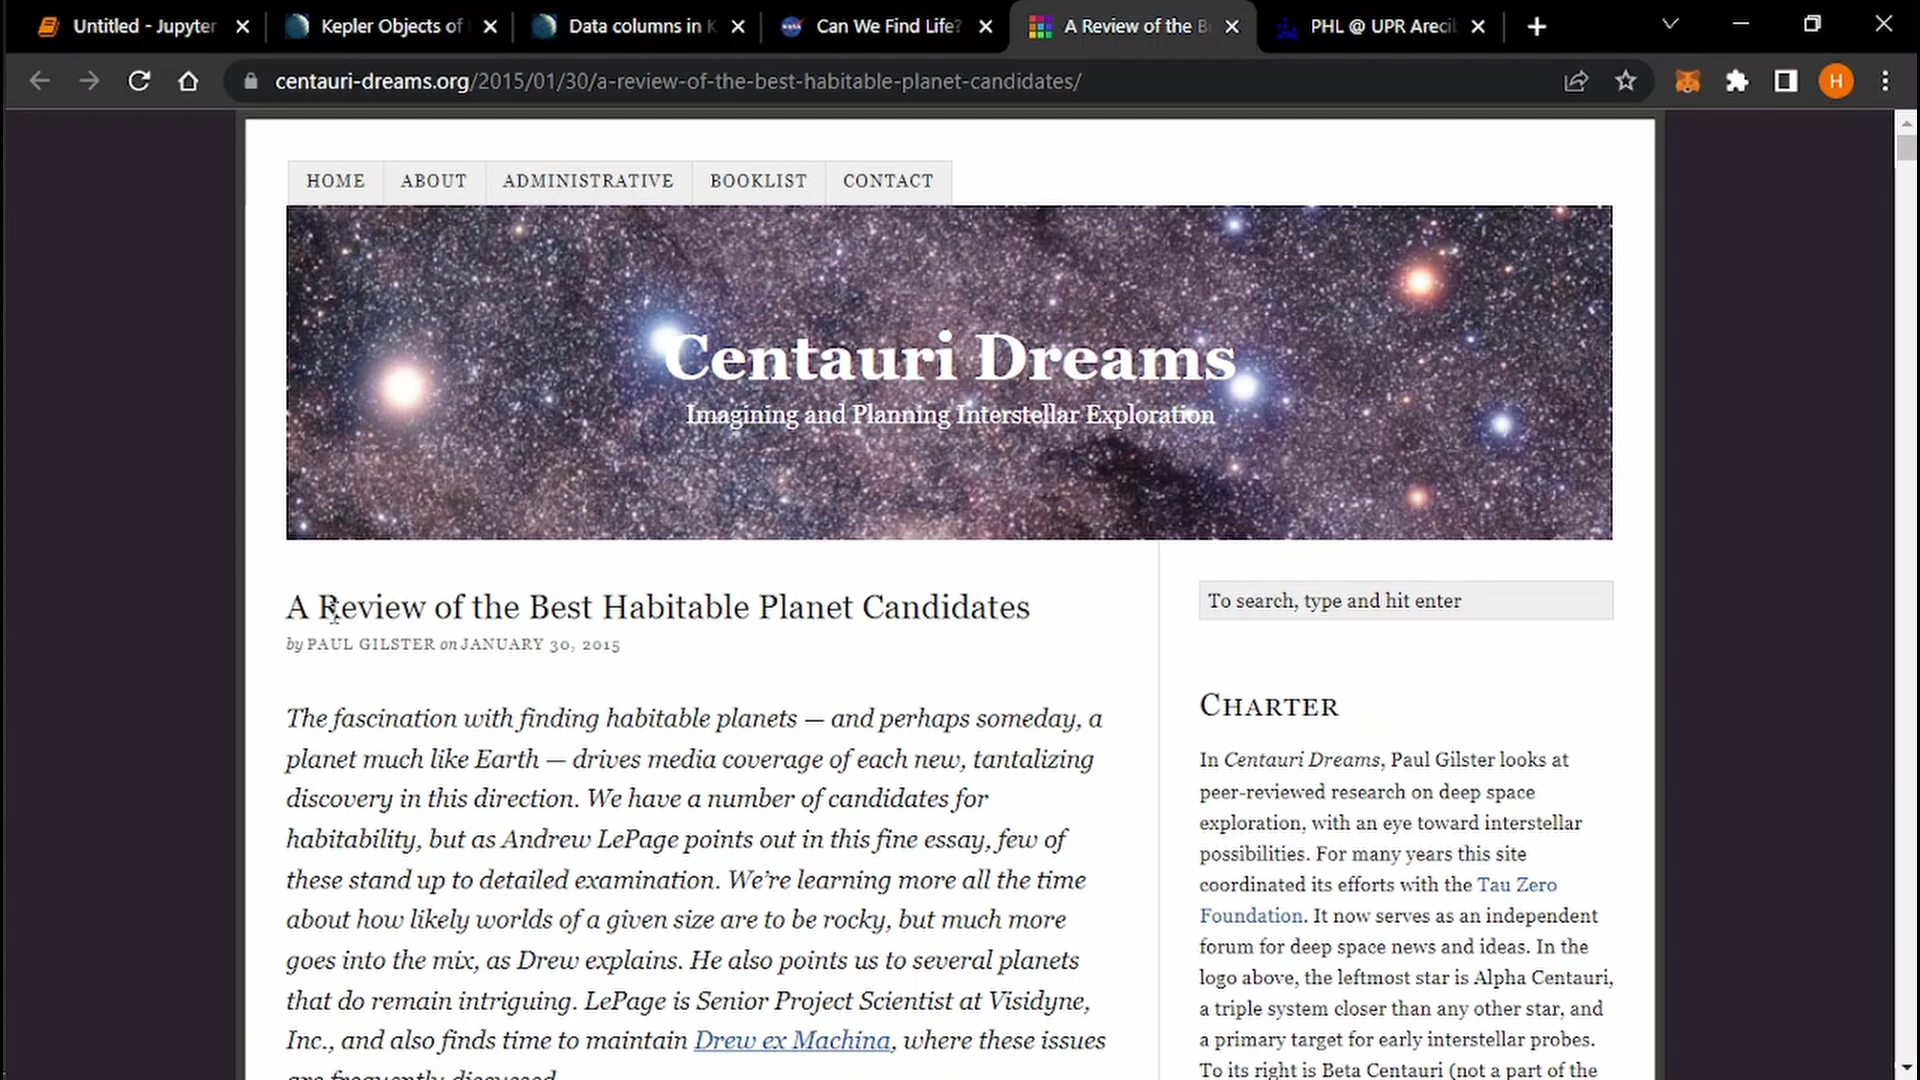 Untitled - Jupyter
Kepler Objects of
Data columns in K
Can We Find Life?
A Review of the B
PHL @ UPR Areci
centauri-dreams.org/2015/01/30/a-review-of-the-best-habitable-planet-candidates/
H
HOME
ABOUT
ADMINISTRATIVE
BOOKLIST
CONTACT
Centauri Dreams
Imagining and Planning Interstellar Exploration
A Review of the Best Habitable Planet Candidates
by PAUL GILSTER on JANUARY 30, 2015
The fascination with finding habitable planets — and perhaps someday, a
planet much like Earth — drives media coverage of each new, tantalizing
discovery in this direction. We have a number of candidates for
habitability, but as Andrew LePage points out in this fine essay, few of
these stand up to detailed examination. We're learning more all the time
about how likely worlds of a given size are to be rocky, but much more
goes into the mix, as Drew explains. He also points us to several planets
that do remain intriguing. LePage is Senior Project Scientist at Visidyne,
Inc., and also finds time to maintain Drew ex Machina, where these issues
are frequently discussed.
To search, type and hit enter
CHARTER
In Centauri Dreams, Paul Gilster looks at
peer-reviewed research on deep space
exploration, with an eye toward interstellar
possibilities. For many years this site
coordinated its efforts with the Tau Zero
Foundation. It now serves as an independent
forum for deep space news and ideas. In the
logo above, the leftmost star is Alpha Centauri,
a triple system closer than any other star, and
a primary target for early interstellar probes.
To its right is Beta Centauri (not a part of the